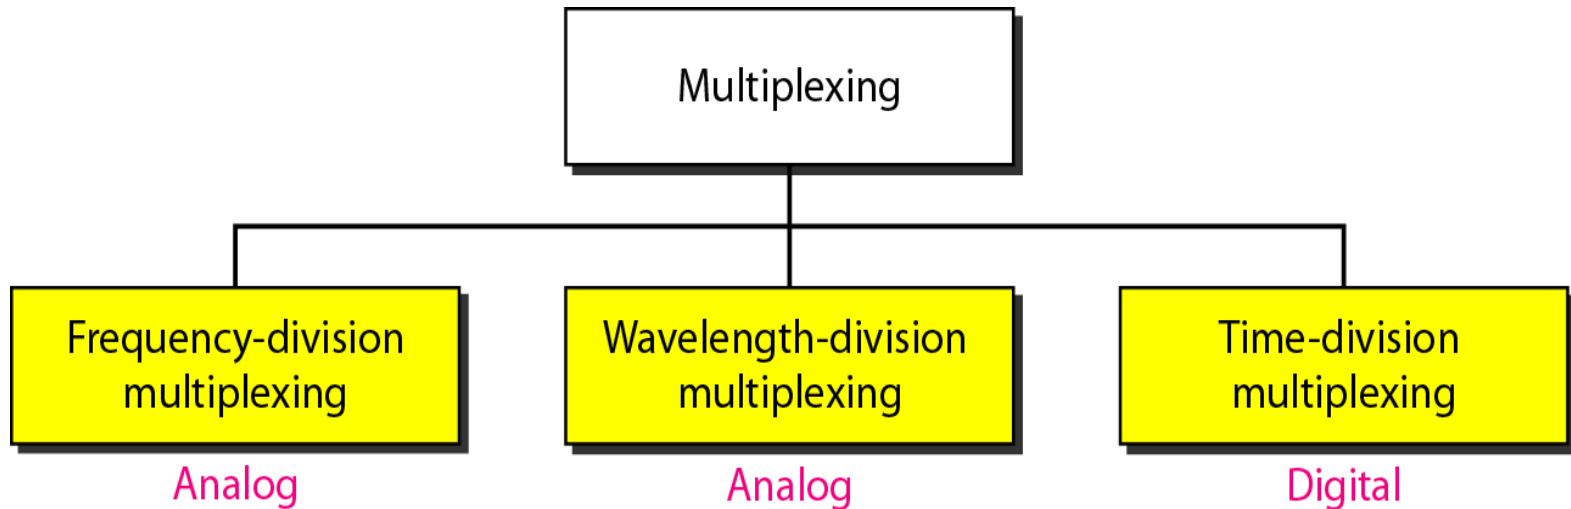 Multiplexing
Frequency-division
multiplexing
Wavelength-division
multiplexing
Time-division
multiplexing
Analog
Analog
Digital